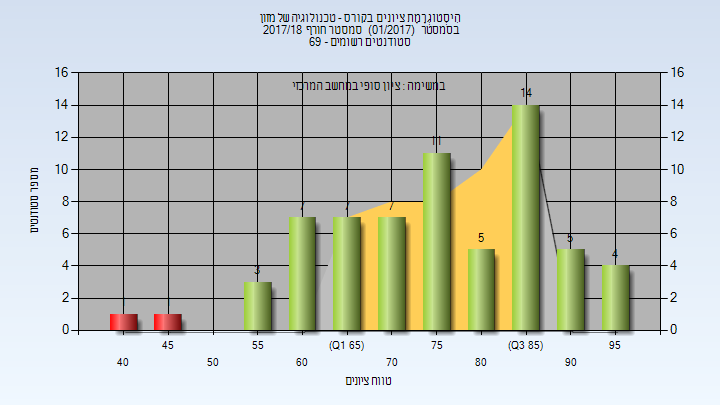 היסטוגרמת ציונים בקורס - טכנולוגיה של מזון
בסמסטר (01/2017) סמסטר חורף 2017/18
סטודנטים רשומים - 69
במשימה : ציון סופי במחשב המרכזי
16 16
14 14
12 12
10 10
8 8
6 6
4 4
2 2
0 0
3 7 7 7 11 5 14 5 4
מספר סטודנטים
45 55 (Q1 65) 75 (Q3 85) 95
40 50 60 70 80 90
טווח ציונים